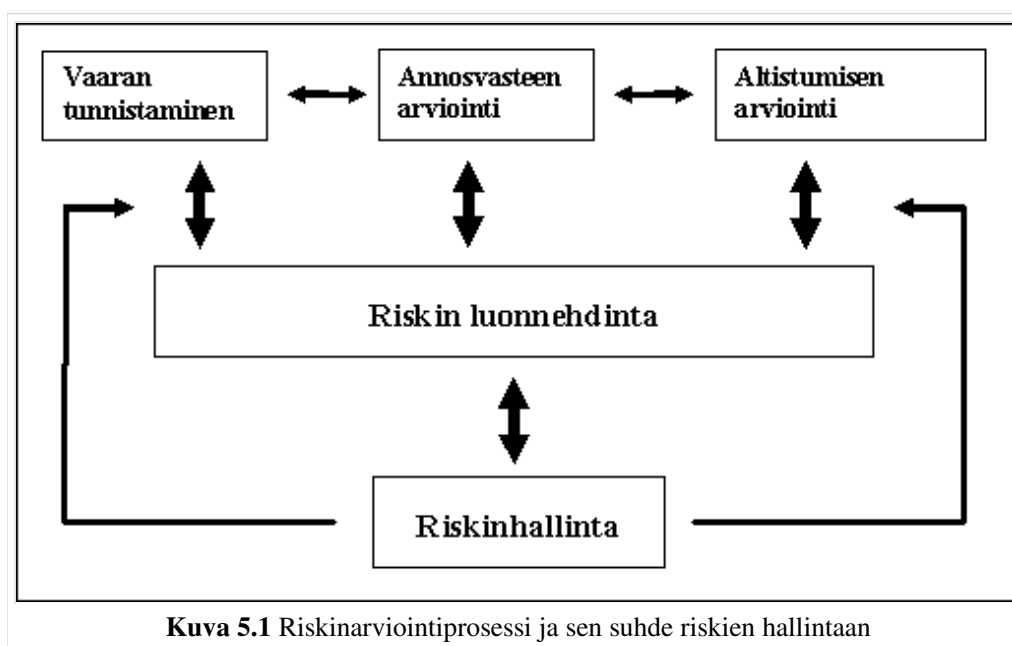 Vaaran
tunnistaminen
Annosvasteen
arviointi
Altistumisen
arviointi
Riskin luonnehdinta
Riskinhallinta
Kuva 5.1 Riskinarviointiprosessi ja sen suhde riskien hallintaan